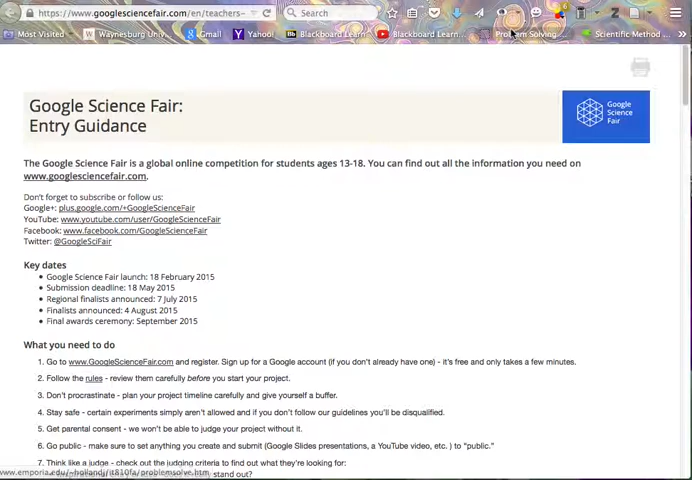 https://www.googlesciencefair.com/en/teachers-
Search
6
Most Visited
Waynesburg Univ...
Gmail
Yahoo!
Blackboard Learn...
Blackboard Learn...
Problem Solving...
Scientific Method ...
Google Science Fair:
Entry Guidance
Google
Science
Fair
The Google Science Fair is a global online competition for students ages 13-18. You can find out all the information you need on
www.googlesciencefair.com.
Don't forget to subscribe or follow us:
Google+: plus.google.com/+GoogleScienceFair
YouTube: www.youtube.com/user/GoogleScienceFair
Facebook: www.facebook.com/GoogleScienceFair
Twitter: @GoogleSciFair
Key dates
• Google Science Fair launch: 18 February 2015
• Submission deadline: 18 May 2015
• Regional finalists announced: 7 July 2015
• Finalists announced: 4 August 2015
• Final awards ceremony: September 2015
What you need to do
1. Go to www.GoogleScienceFair.com and register. Sign up for a Google account (if you don't already have one) - it's free and only takes a few minutes.
2. Follow the rules - review them carefully before you start your project.
3. Don't procrastinate - plan your project timeline carefully and give yourself a buffer.
4. Stay safe - certain experiments simply aren't allowed and if you don't follow our guidelines you'll be disqualified.
5. Get parental consent - we won't be able to judge your project without it.
6. Go public - make sure to set anything you create and submit (Google Slides presentations, a YouTube video, etc. ) to "public."
7. Think like a judge - check out the judging criteria to find out what they're looking for:
www.emporia.edu/~holland/jit810fa/problemsolve.htm
stand out?